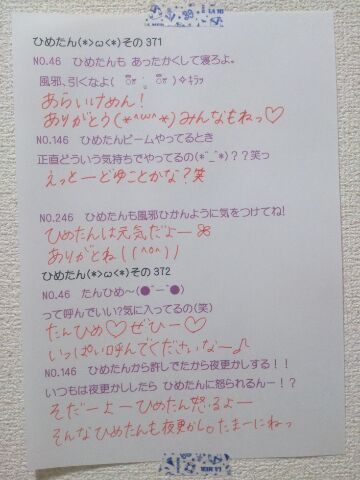 ひめたん(*>ω<*)その371
NO.46　ひめたんも あったかくして寝ろよ。
風邪、引くなよ(　 ಠ_ಠ )✧ｷﾗｯ
あらいけめん!
ありがとう(*^ω^*)みんなもねっ♡
NO.146　ひめたんビームやってるとき
正直どういう気持ちでやってるの(*^_^*)??笑っ
えっとーどゆことかな?笑
NO.246　ひめたんも風邪ひかんように気をつけてね!
ひめたんは元気だよー
ありがとね!(^o^)/
ひめたん(*>ω<*)その372
NO.46　たんひめ〜(●￣ー￣●)
って呼んでいい?気に入ってるの(笑)
たんひめ♡ぜひー♡
いっぱい呼んでくださいなー♪
NO.146 ひめたんから許しでたから夜更かしする！！
いつもは夜更かししたら ひめたんに怒られるんー！？
そだーよーひめたん怒るよー
そんなひめたんも夜更かし。たまーにねっ